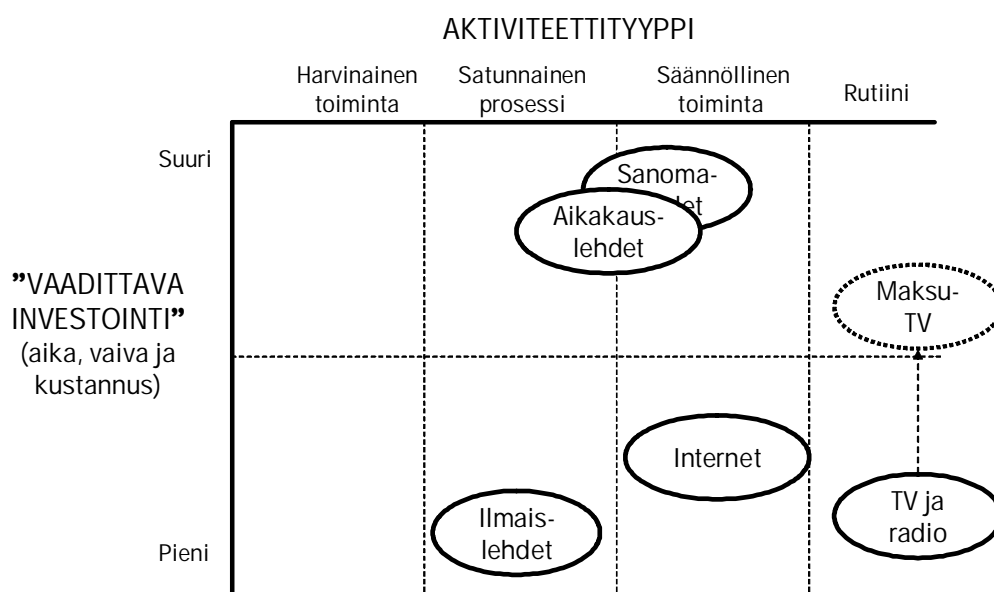 AKTIVITEETTITYYPPI
Harvinainen
toiminta
Satunnainen
prosessi
Säännöllinen
toiminta
Rutiini
Suuri
Sanoma-
det
Aikakaus-
lehdet
"VAADITTAVA
INVESTOINTI"
(aika, vaiva ja
kustannus)
Maksu-
TV
Internet
TV ja
radio
Ilmais-
lehdet
Pieni